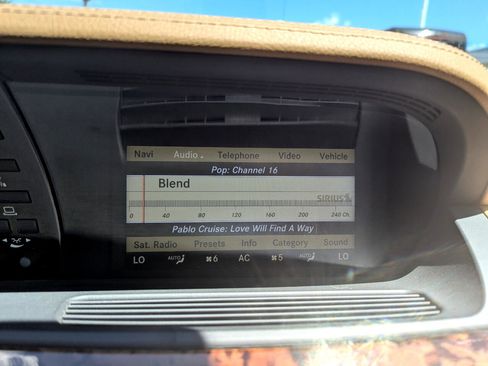 Navi Audio Telephone Video Vehicle
Pop: Channel 16
Blend
SIRIUS
0 40 80 120 160 200 240 Ch
Pablo Cruise: Love Will Find A Way
Sat. Radio Presets Info Category Sound
LO AUTO 6 AC 5 AUTO LO